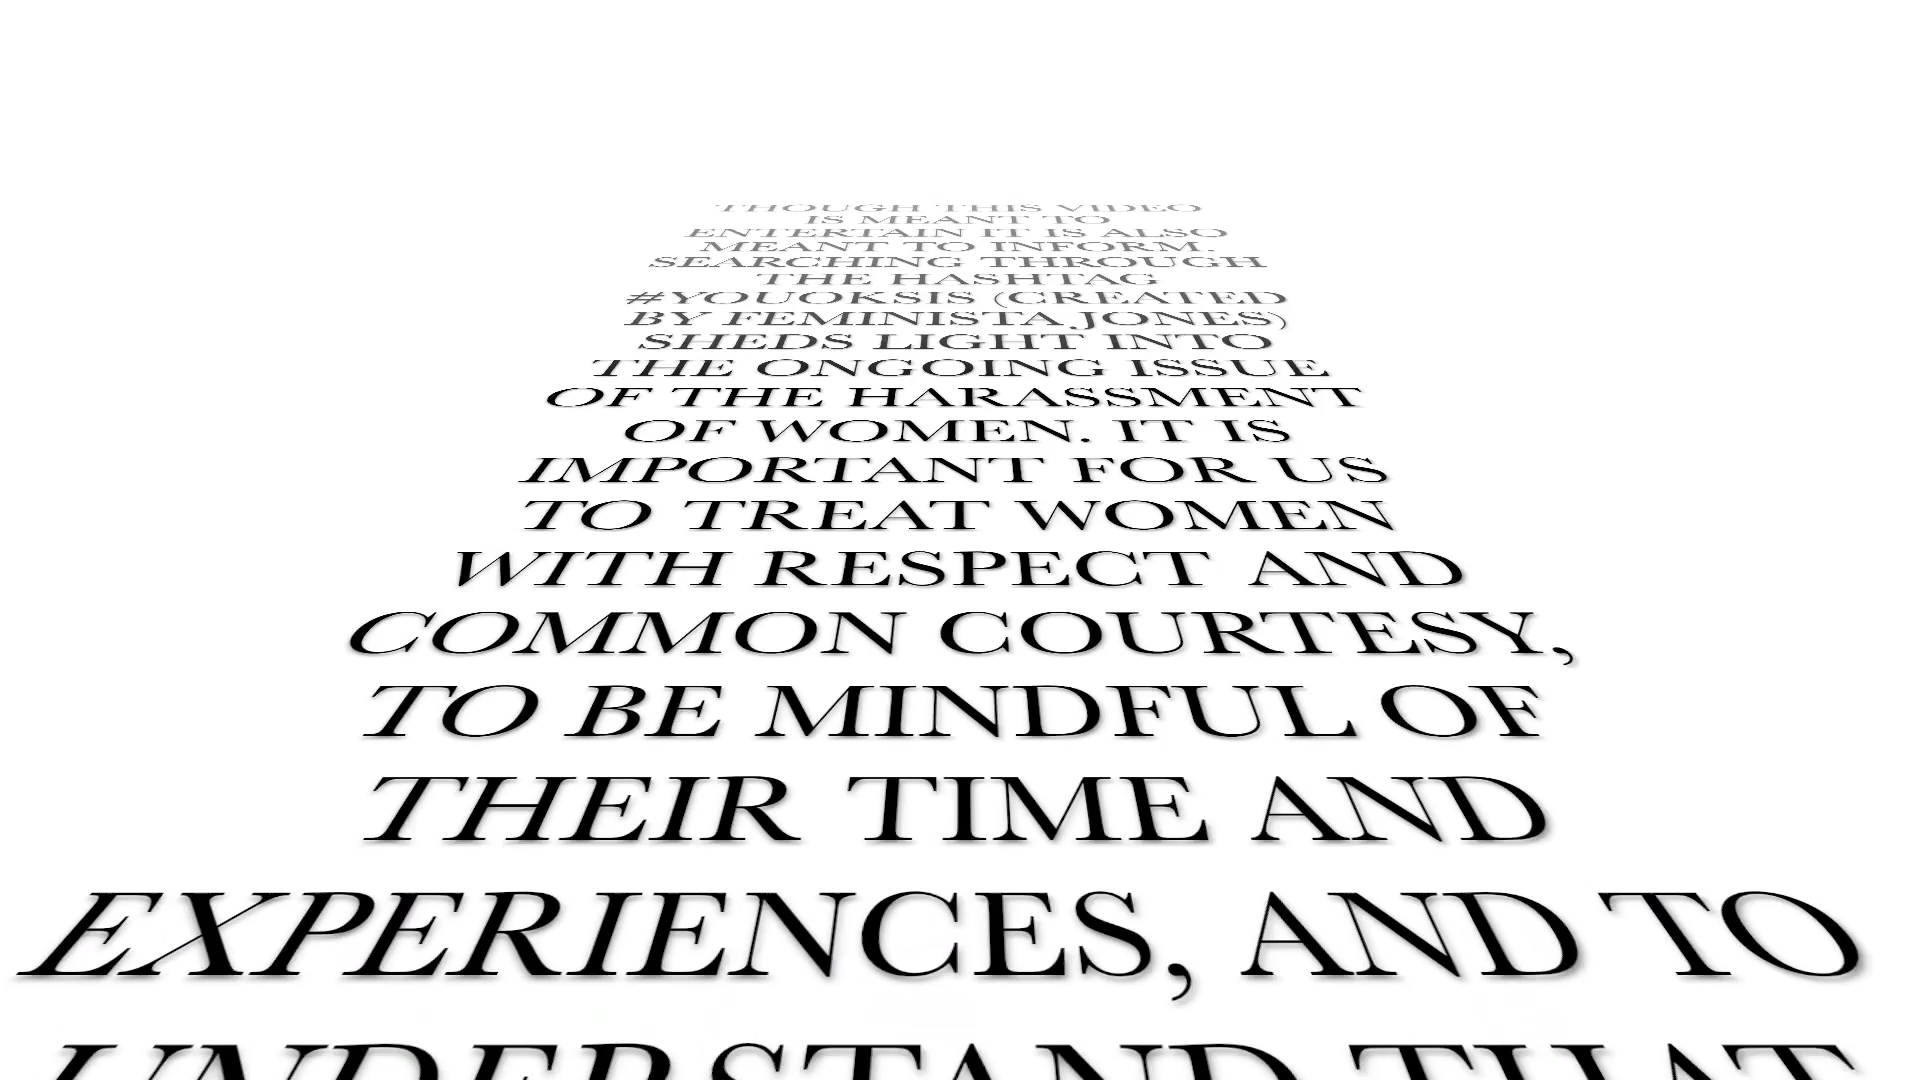 THOUGH THIS VIDEO
IS MEANT TO
ENTERTAIN IT IS ALSO
MEANT TO INFORM.
SEARCHING THROUGH
THE HASHTAG
#YOUOKSIS (CREATED
BY FEMINISTA JONES)
SHEDS LIGHT INTO
THE ONGOING ISSUE
OF THE HARASSMENT
OF WOMEN. IT IS
IMPORTANT FOR US
TO TREAT WOMEN
WITH RESPECT AND
COMMON COURTESY,
TO BE MINDFUL OF
THEIR TIME AND
EXPERIENCES, AND TO
UNDERSTAND THAT